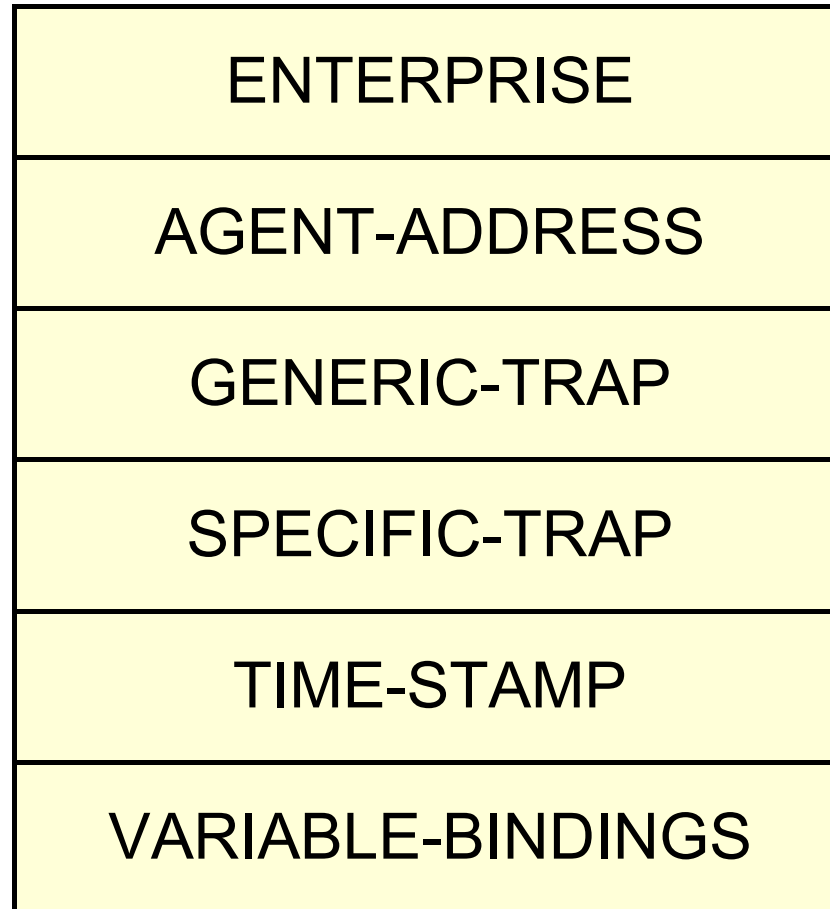 ENTERPRISE
AGENT-ADDRESS
GENERIC-TRAP
SPECIFIC-TRAP
TIME-STAMP
VARIABLE-BINDINGS